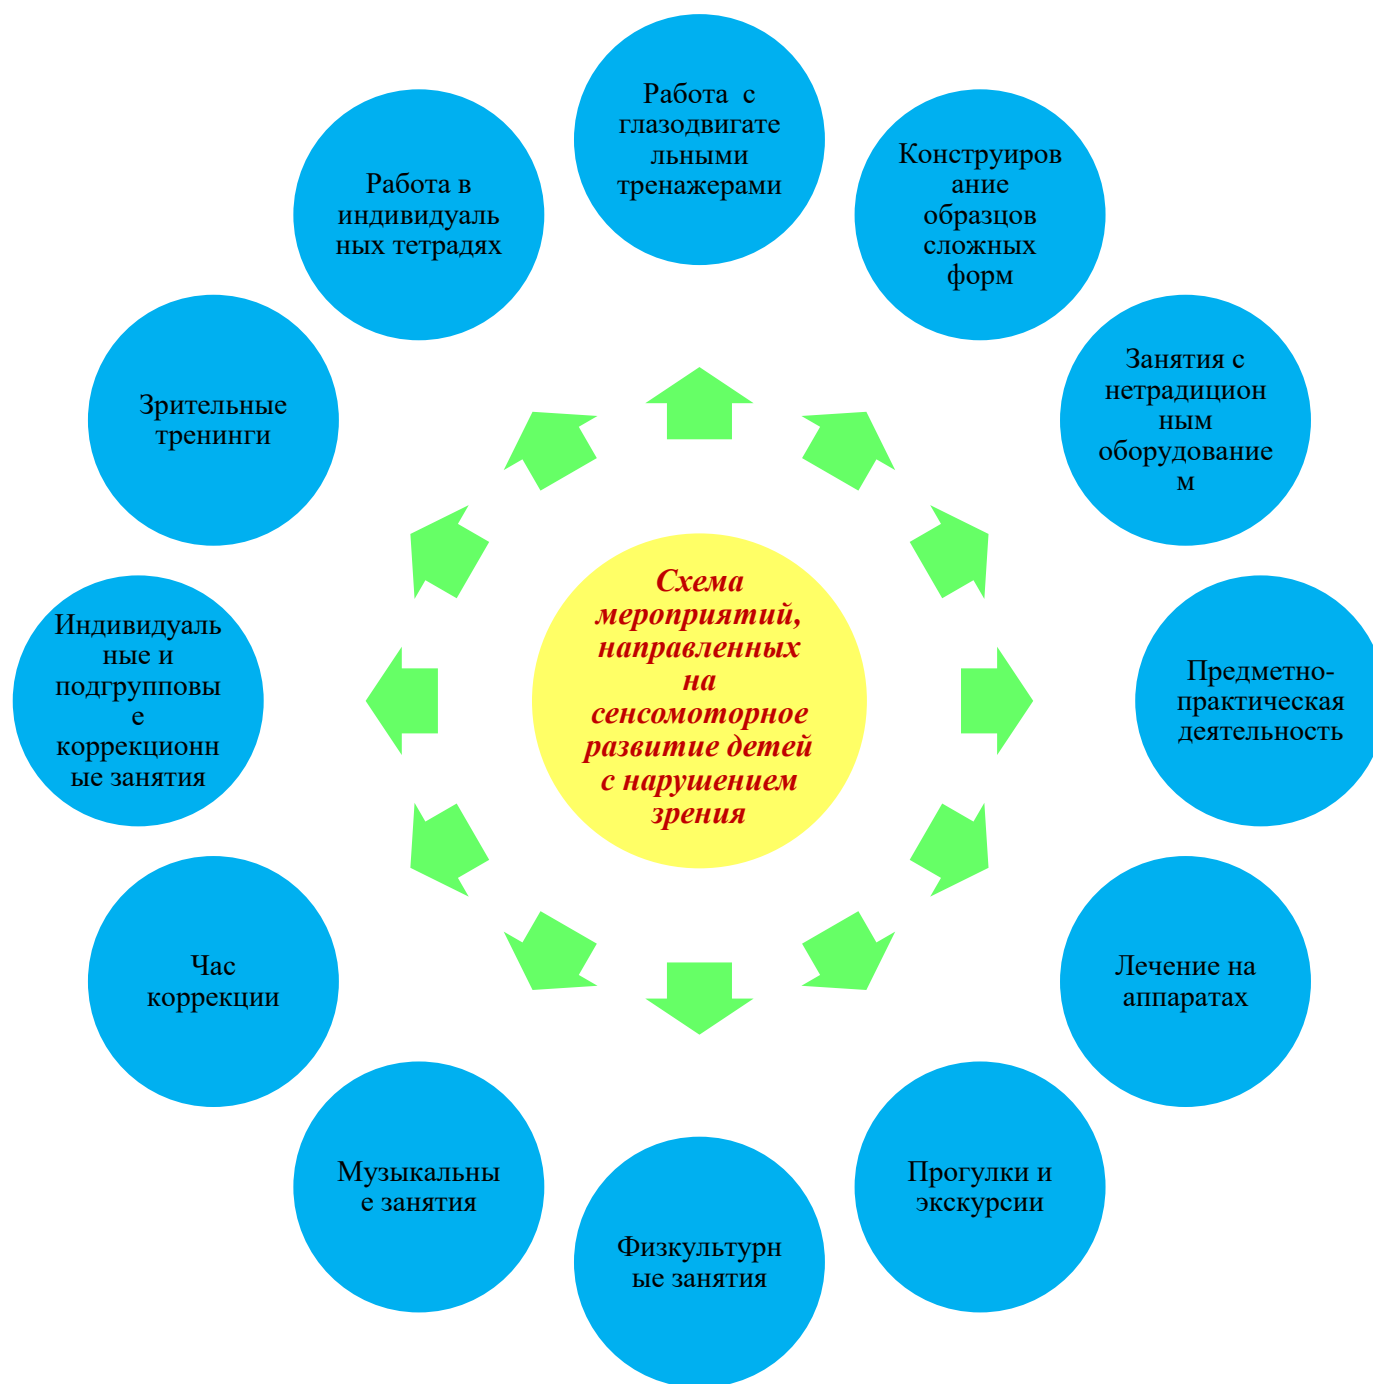 Работа с
глазодвигате
льными
тренажерами
Конструиров
ание
образцов
сложных
форм
Занятия с
нетрадицион
ным
оборудование
м
Предметно-
практическая
деятельность
Лечение на
аппаратах
Прогулки и
экскурсии
Физкультурн
ые занятия
Музыкальны
е занятия
Час
коррекции
Индивидуаль
ные и
подгрупповы
е
коррекционн
ые занятия
Зрительные
тренинги
Работа в
индивидуаль
ных тетрадях
Схема
мероприятий,
направленных
на
сенсомоторное
развитие детей
с нарушением
зрения